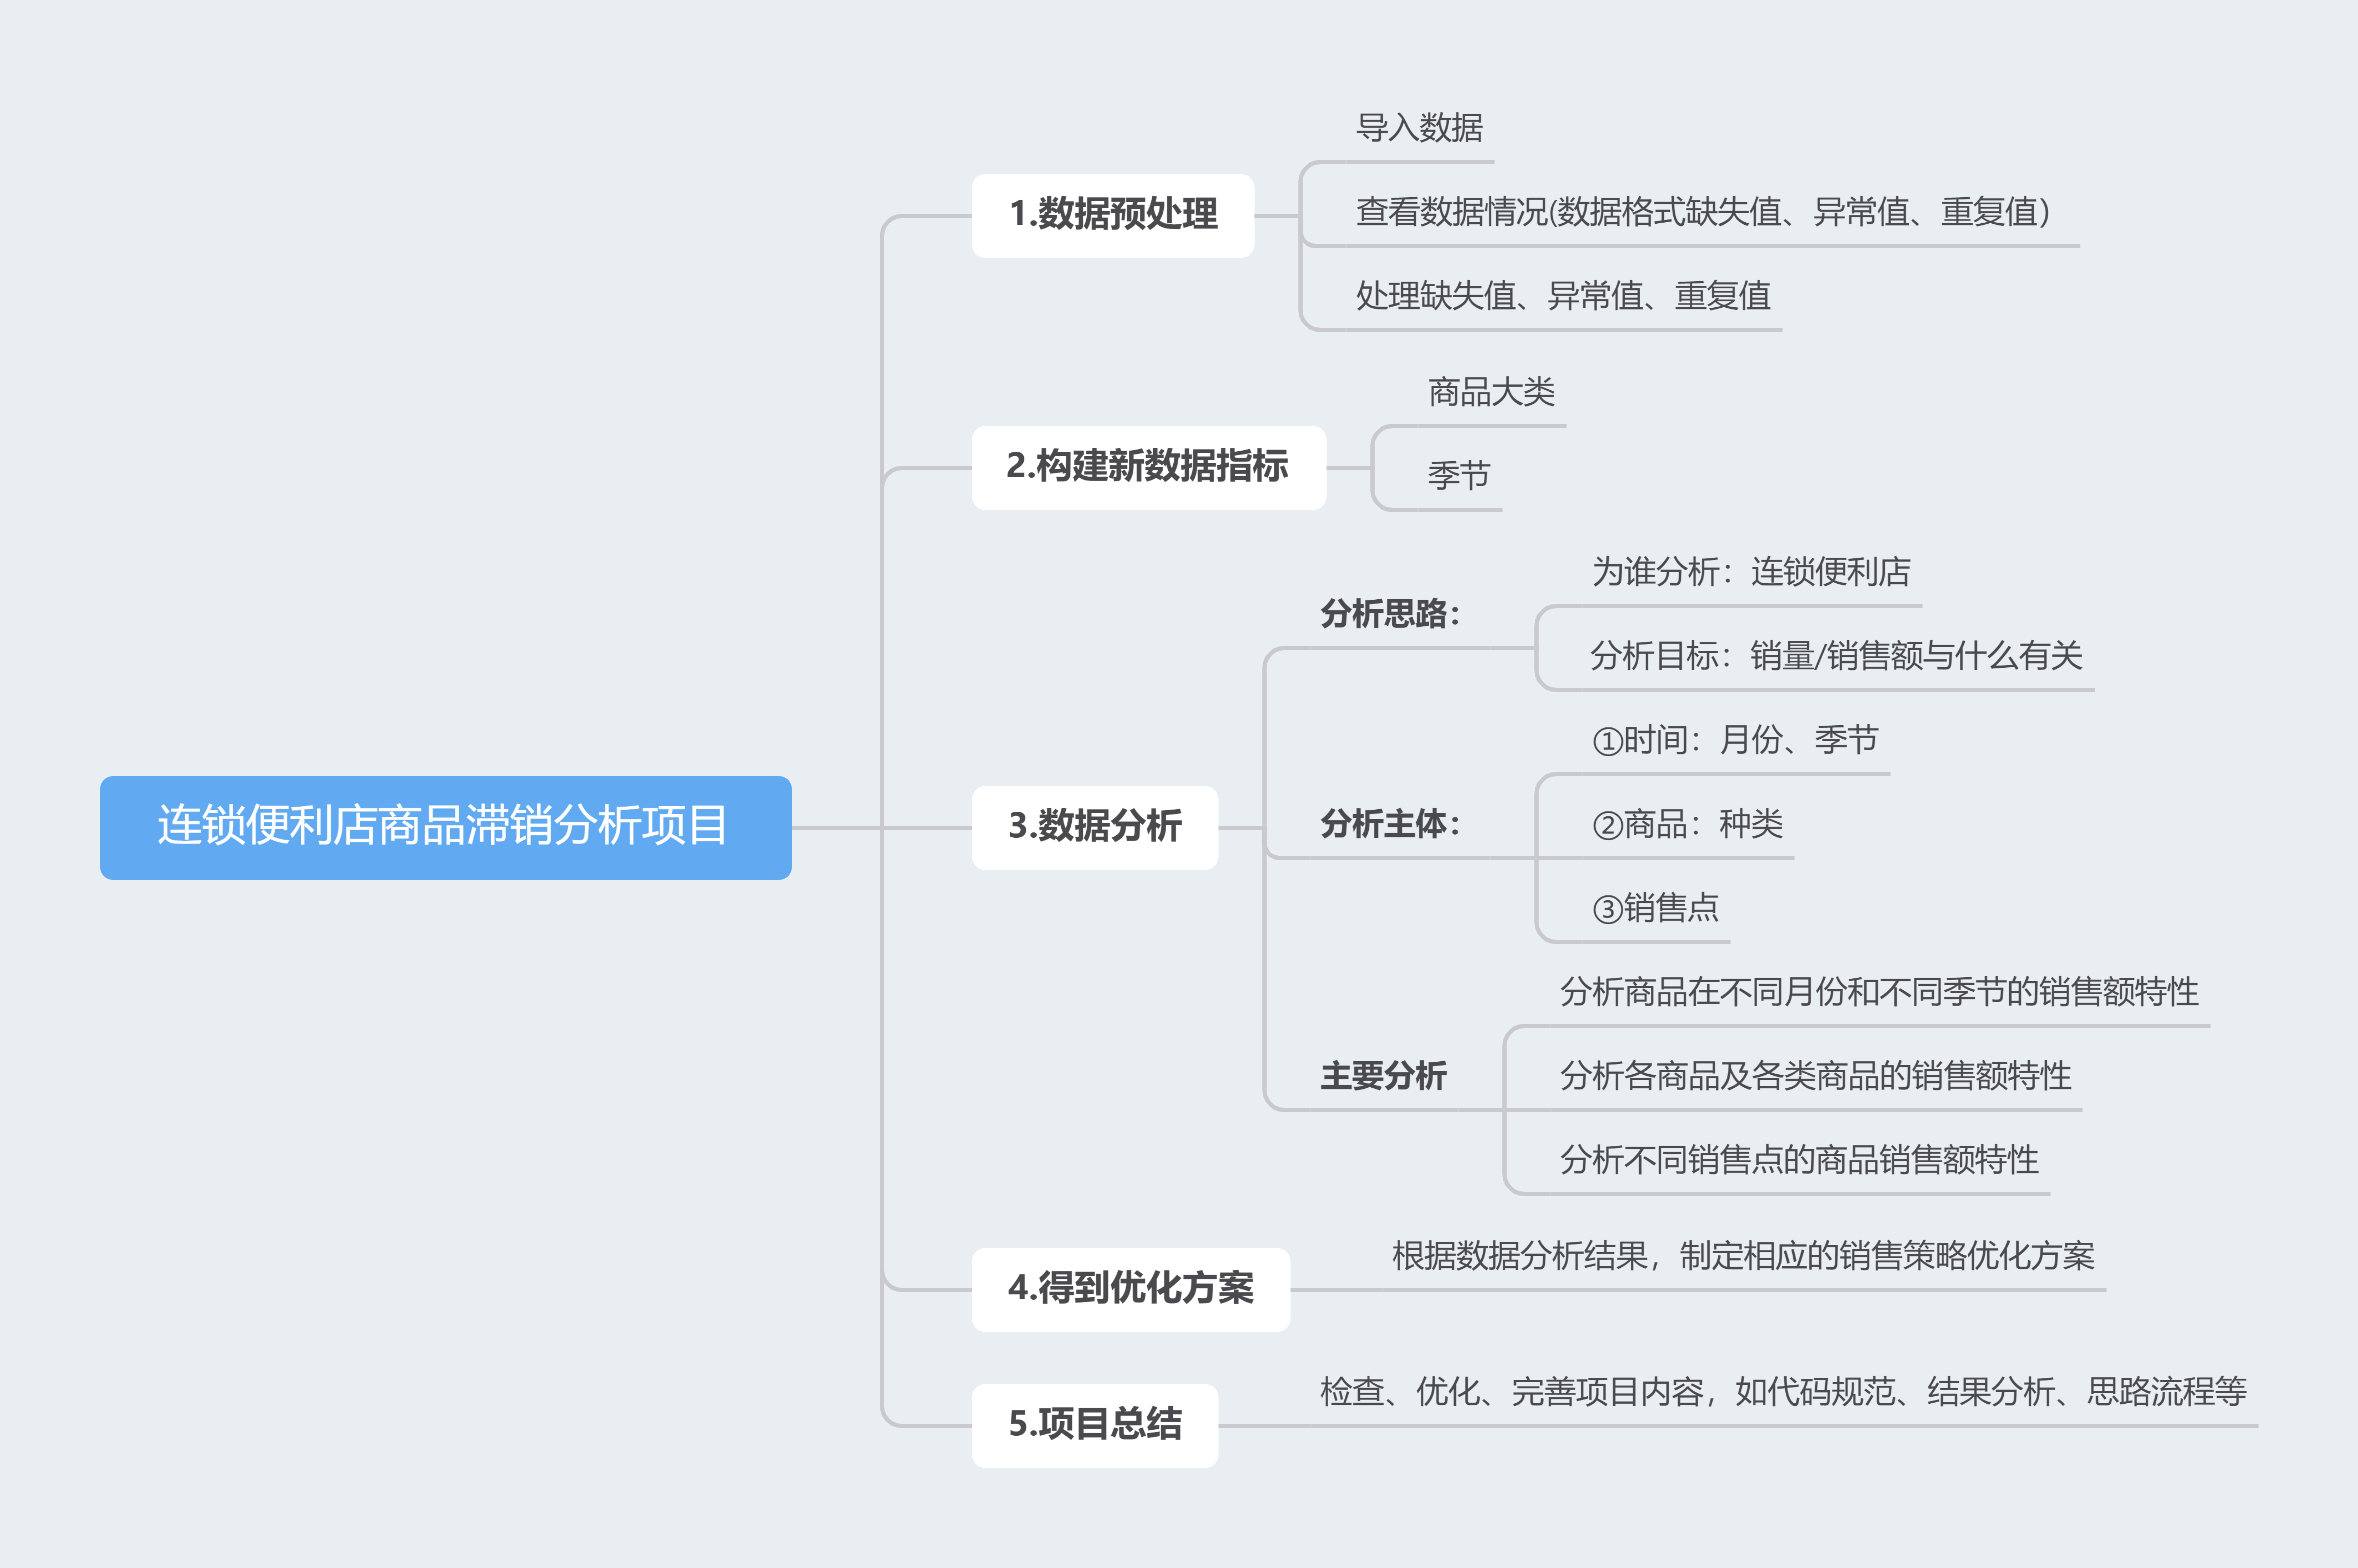 导入数据
1.数据预处理
查看数据情况(数据格式缺失值、异常值、重复值)
处理缺失值、异常值、重复值
商品大类
2.构建新数据指标
季节
为谁分析：连锁便利店
分析思路：
分析目标：销量/销售额与什么有关
①时间：月份、季节
连锁便利店商品滞销分析项目
3.数据分析
分析主体：
②商品：种类
③销售点
分析商品在不同月份和不同季节的销售额特性
主要分析
分析各商品及各类商品的销售额特性
分析不同销售点的商品销售额特性
4.得到优化方案
根据数据分析结果，制定相应的销售策略优化方案
5.项目总结
检查、优化、完善项目内容，如代码规范、结果分析、思路流程等